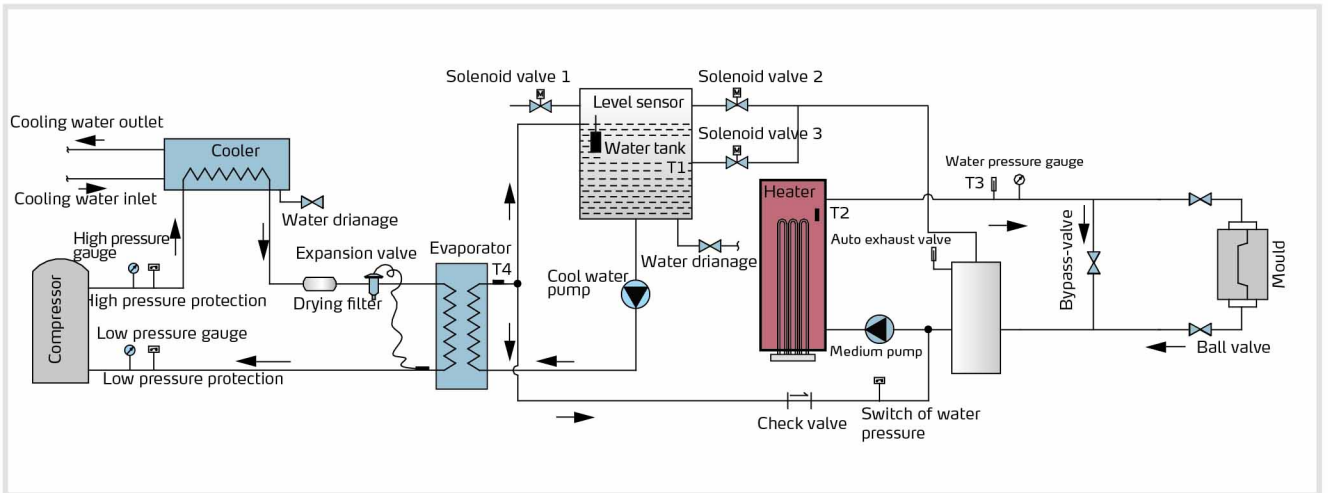 Solenoid valve 1
Solenoid valve 2
M
M
Level sensor
Cooling water outlet
Solenoid valve 3
M
Cooler
Water tank
T1
Water pressure gauge
T3
Cooling water inlet
Heater
T2
Water drianage
High pressure
gauge
Expansion valve
Evaporator
T4
Auto exhaust valve
Water drianage
Bypass-valve
Mould
Cool water
pump
High pressure protection
Drying filter
Compressor
Low pressure gauge
Medium pump
Ball valve
Low pressure protection
Check valve
Switch of water
pressure